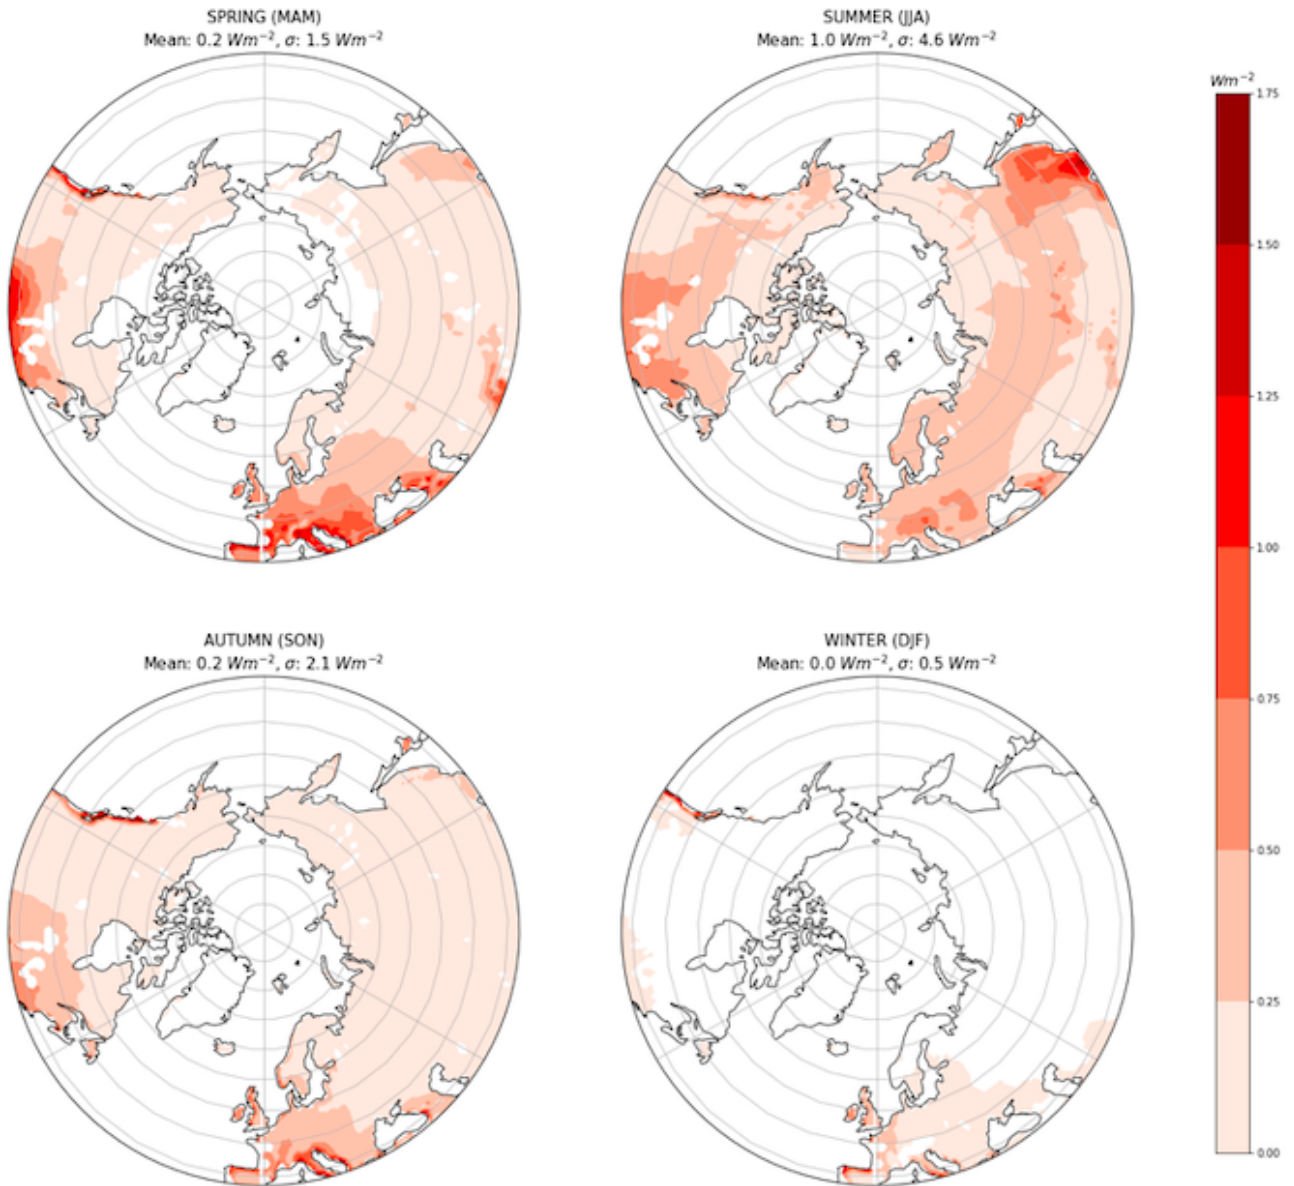 SPRING (MAM)
Mean: 0.2 Wm⁻², σ: 1.5 Wm⁻²
SUMMER (JJA)
Mean: 1.0 Wm⁻², σ: 4.6 Wm⁻²
Wm⁻²
1.75
1.50
1.25
1.00
0.75
0.50
0.25
0.00
AUTUMN (SON)
Mean: 0.2 Wm⁻², σ: 2.1 Wm⁻²
WINTER (DJF)
Mean: 0.0 Wm⁻², σ: 0.5 Wm⁻²